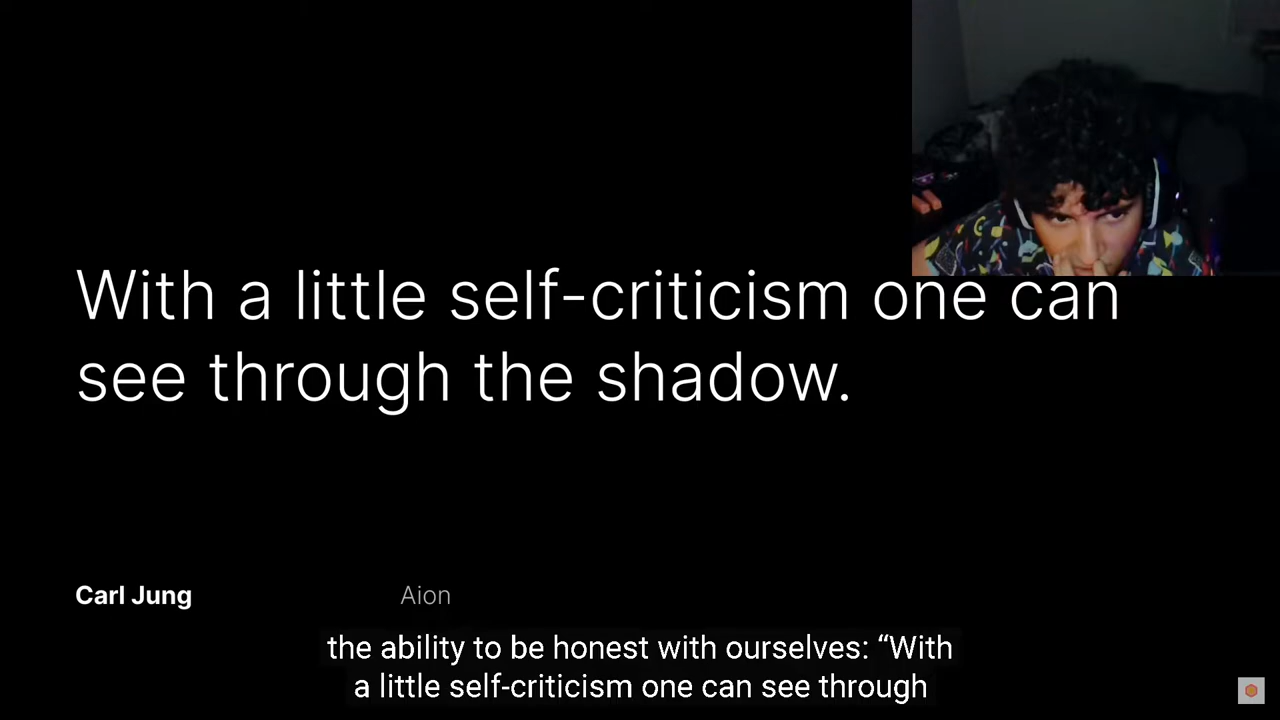 With a little self-criticism one can
see through the shadow.
Carl Jung
Aion
the ability to be honest with ourselves: “With
a little self-criticism one can see through